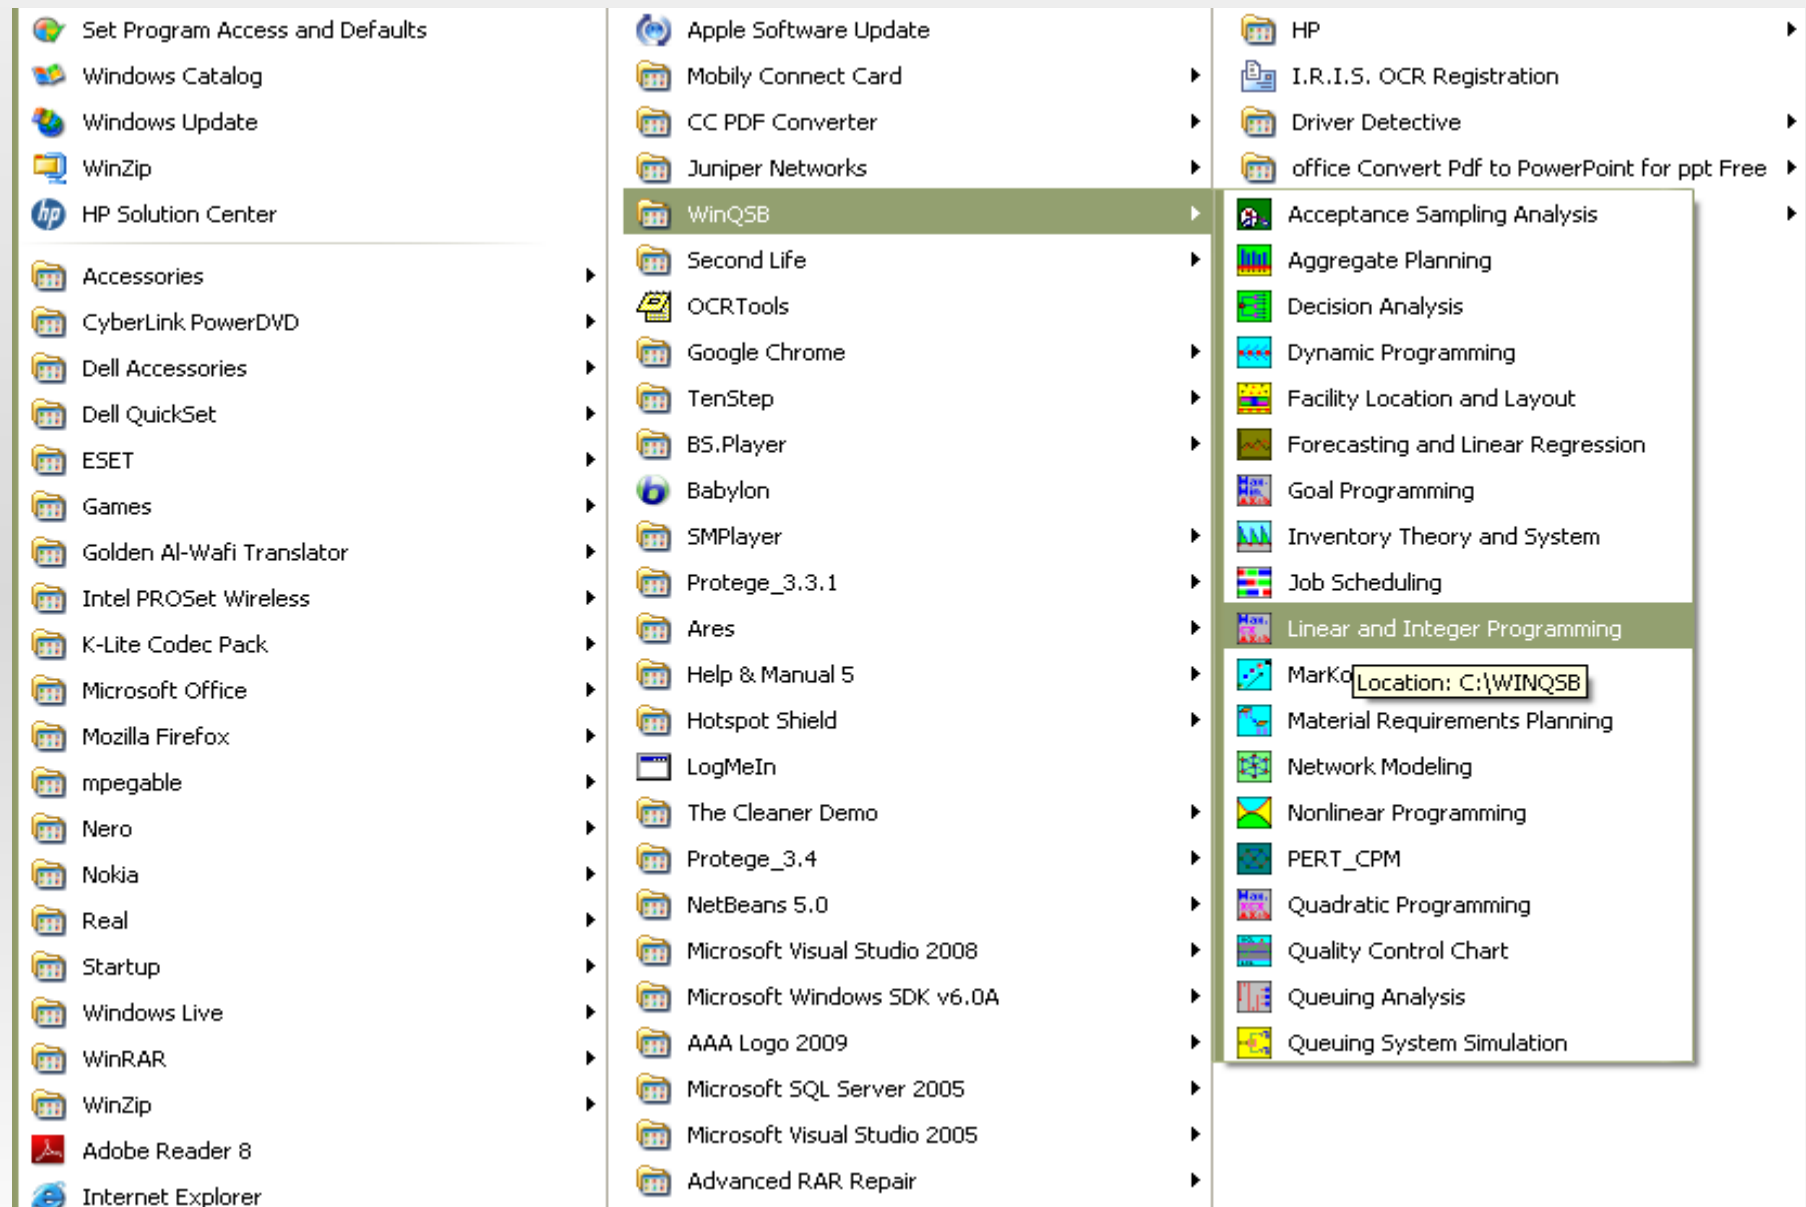 Set Program Access and Defaults
Windows Catalog
Windows Update
WinZip
HP Solution Center
Accessories
CyberLink PowerDVD
Dell Accessories
Dell QuickSet
ESET
Games
Golden Al-Wafi Translator
Intel PROSet Wireless
K-Lite Codec Pack
Microsoft Office
Mozilla Firefox
mpegable
Nero
Nokia
Real
Startup
Windows Live
WinRAR
WinZip
Adobe Reader 8
Internet Explorer
Apple Software Update
Mobily Connect Card
CC PDF Converter
Juniper Networks
WinQSB
Second Life
OCRTools
Google Chrome
TenStep
BS.Player
Babylon
SMPlayer
Protege_3.3.1
Ares
Help & Manual 5
Hotspot Shield
LogMeIn
The Cleaner Demo
Protege_3.4
NetBeans 5.0
Microsoft Visual Studio 2008
Microsoft Windows SDK v6.0A
AAA Logo 2009
Microsoft SQL Server 2005
Microsoft Visual Studio 2005
Advanced RAR Repair
HP
I.R.I.S. OCR Registration
Driver Detective
office Convert Pdf to PowerPoint for ppt Free
Acceptance Sampling Analysis
Aggregate Planning
Decision Analysis
Dynamic Programming
Facility Location and Layout
Forecasting and Linear Regression
Goal Programming
Inventory Theory and System
Job Scheduling
Linear and Integer Programming
MarKo
Location: C:\WINQSB
Material Requirements Planning
Network Modeling
Nonlinear Programming
PERT_CPM
Quadratic Programming
Quality Control Chart
Queuing Analysis
Queuing System Simulation